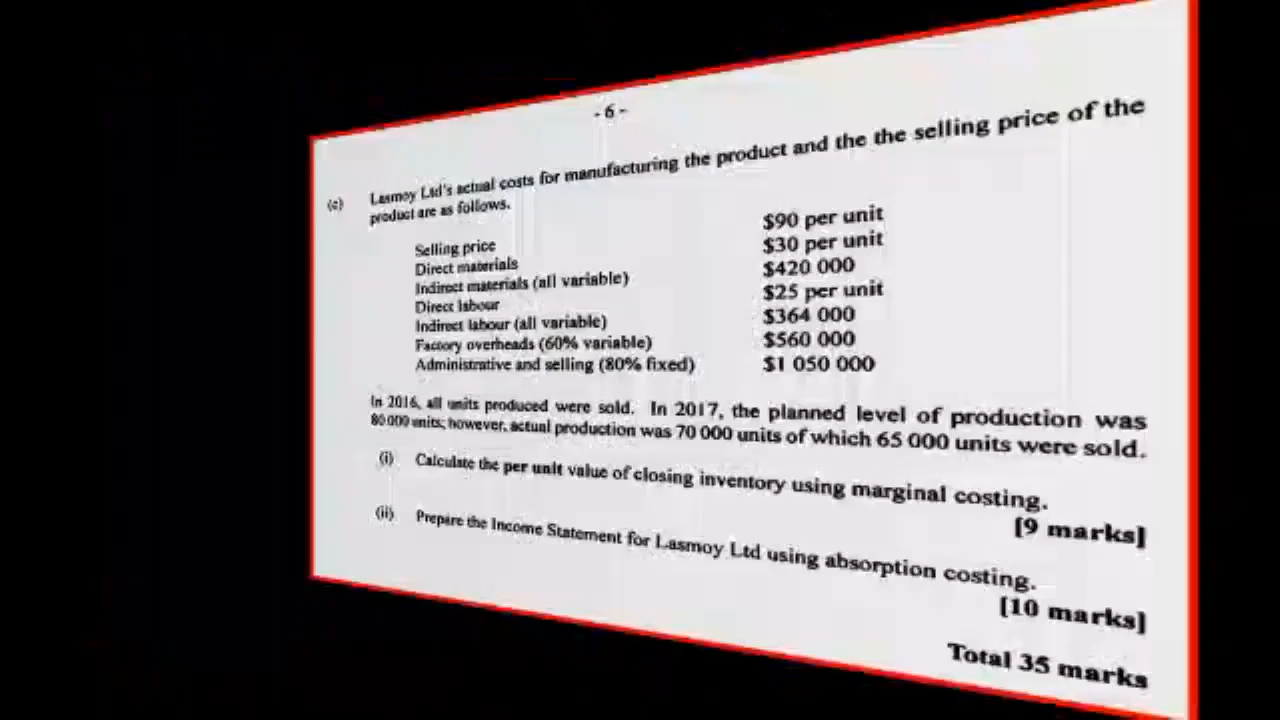 - 6 -
(c) Lasmoy Ltd's actual costs for manufacturing the product and the the selling price of the
product are as follows.
Selling price $90 per unit
Direct materials $30 per unit
Indirect materials (all variable) $420 000
Direct labour $25 per unit
Indirect labour (all variable) $364 000
Factory overheads (60% variable) $560 000
Administrative and selling (80% fixed) $1 050 000
In 2016, all units produced were sold. In 2017, the planned level of production was
80 000 units; however, actual production was 70 000 units of which 65 000 units were sold.
(i) Calculate the per unit value of closing inventory using marginal costing.
[9 marks]
(ii) Prepare the Income Statement for Lasmoy Ltd using absorption costing.
[10 marks]
Total 35 marks